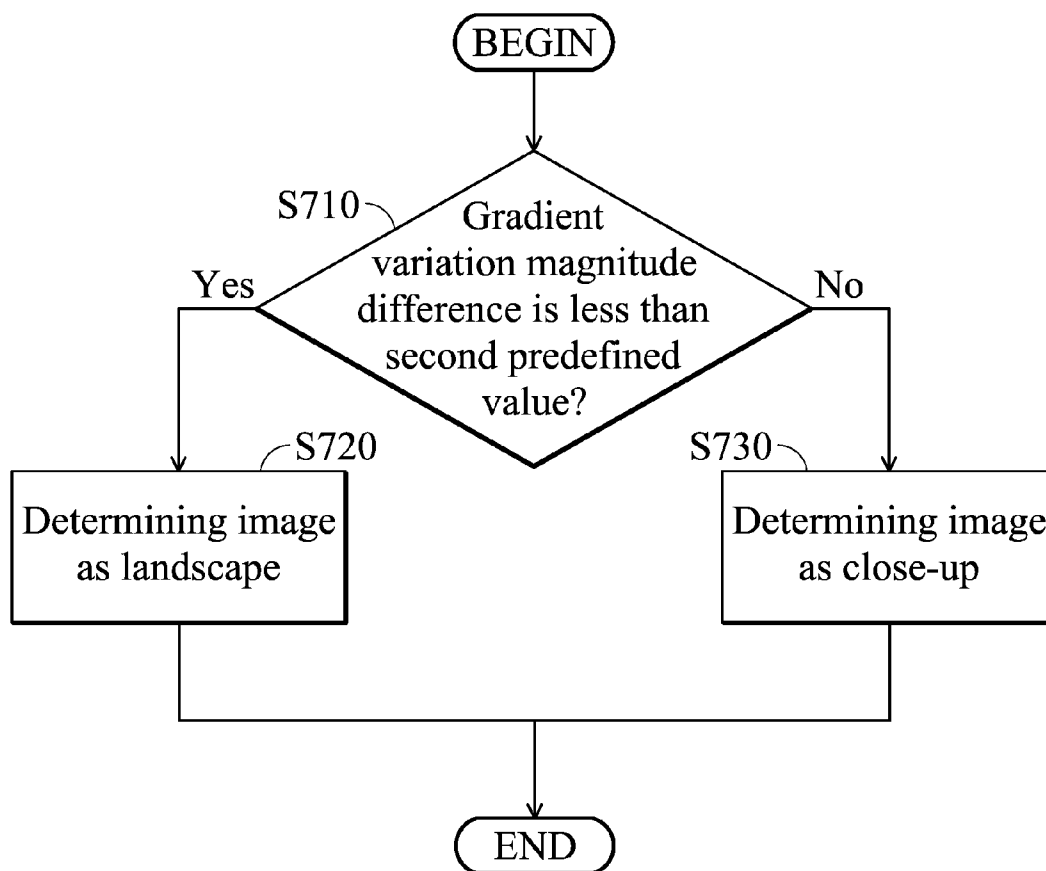 BEGIN
S710
Gradient
variation magnitude
difference is less than
second predefined
value?
Yes
No
S720
Determining image
as landscape
S730
Determining image
as close-up
END